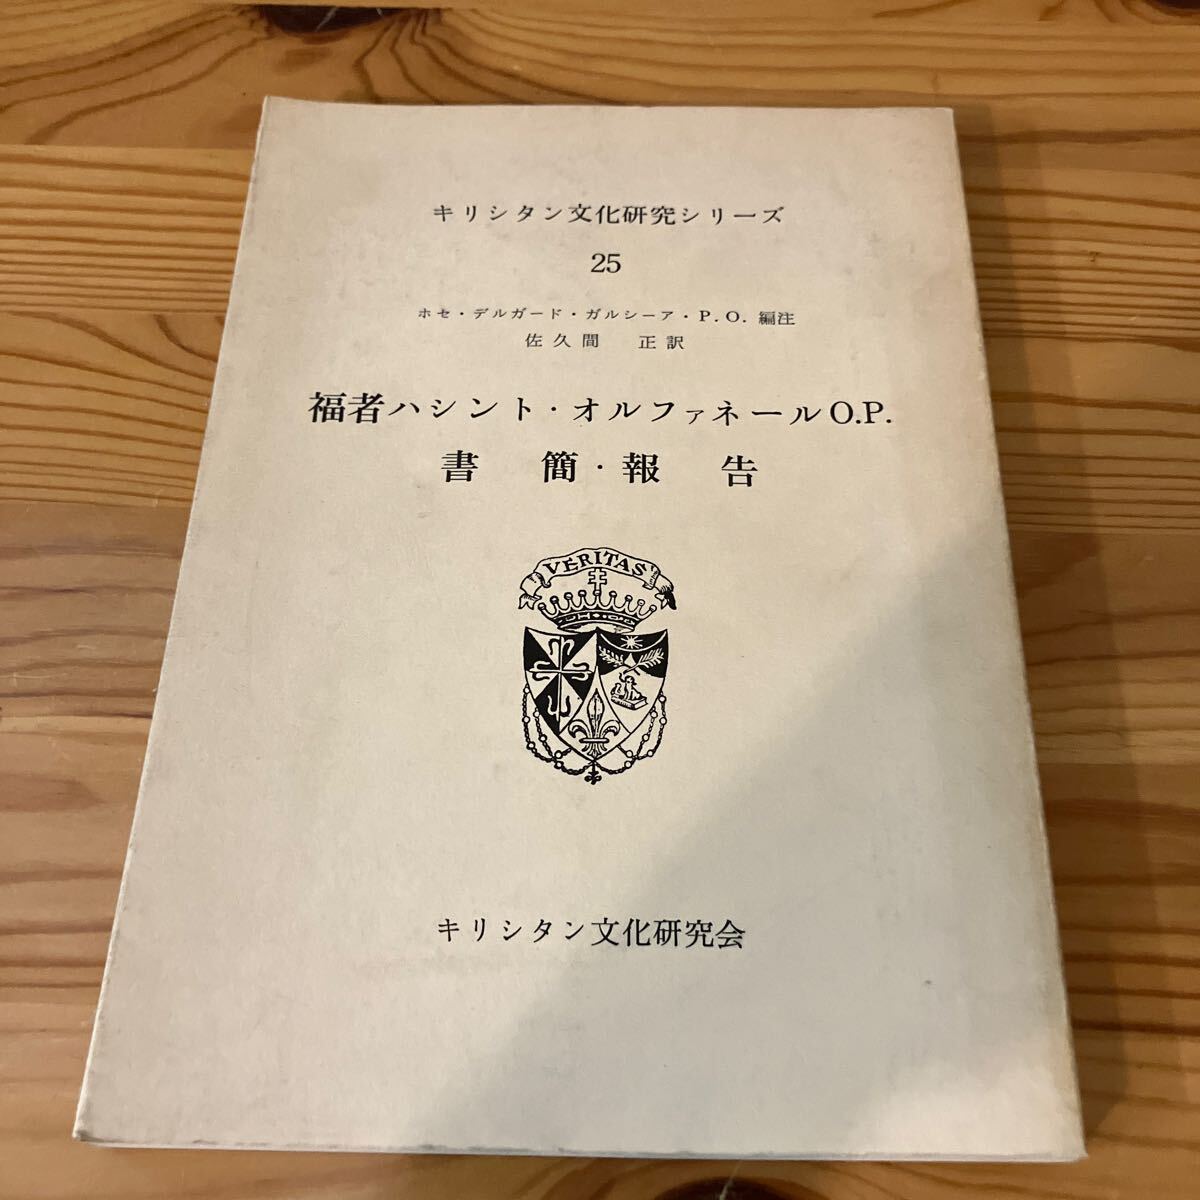 キリシタン文化研究シリーズ
25
ホセ・デルガード・ガルシーア・P.O. 編注
佐久間 正訳
福者ハシント・オルファネールO.P.
書簡・報告
VERITAS
キリシタン文化研究会